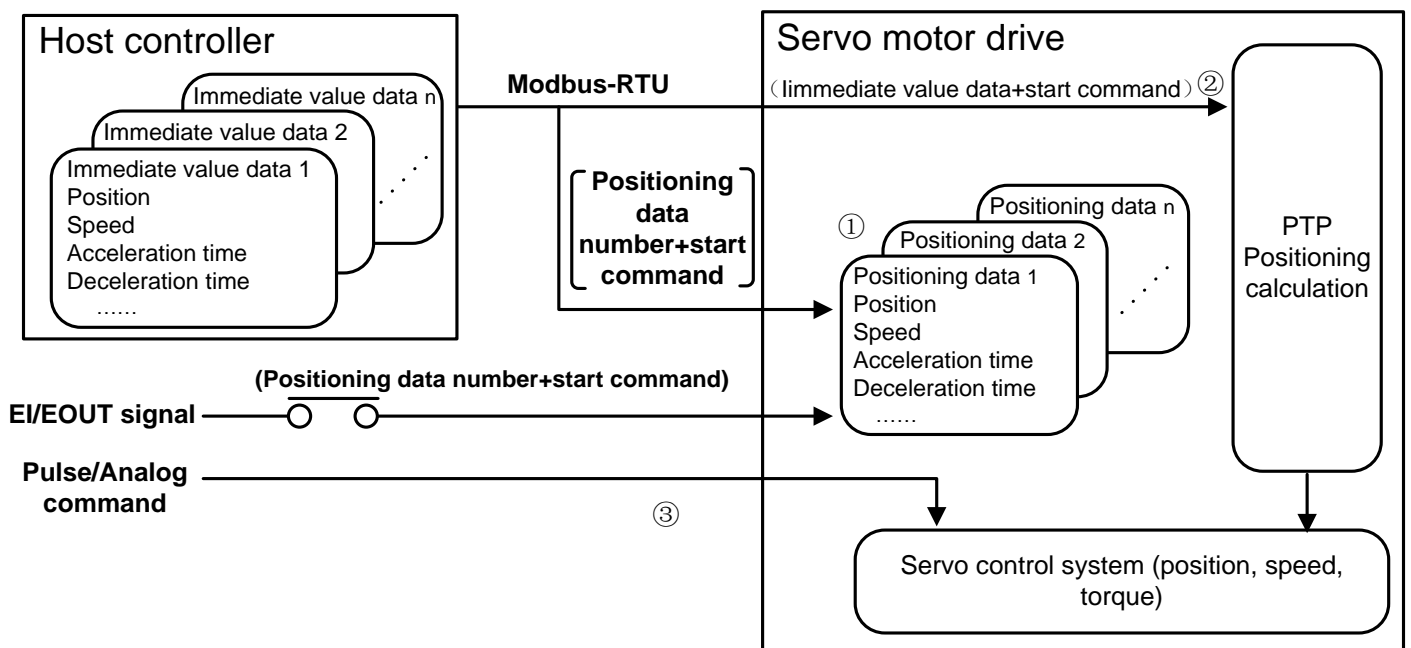 Host controller
Immediate value data n
Immediate value data 2
Immediate value data 1
Position
Speed
Acceleration time
Deceleration time
......
Modbus-RTU
Positioning
data
number+start
command
(Positioning data number+start command)
EI/EOUT signal
Pulse/Analog
command
③
Servo motor drive
（Iimmediate value data+start command）②
①
Positioning data n
Positioning data 2
Positioning data 1
Position
Speed
Acceleration time
Deceleration time
......
PTP
Positioning
calculation
Servo control system (position, speed,
torque)